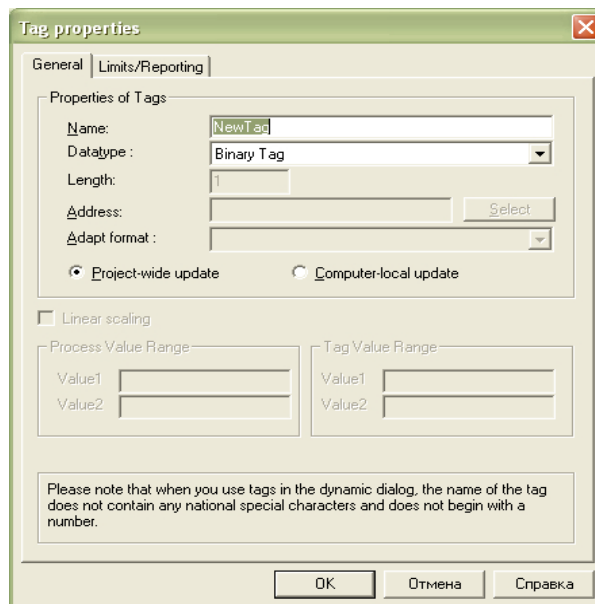 Tag properties
General Limits/Reporting
Properties of Tags
Name: NewTag
Datatype : Binary Tag
Length: 1
Address: Select
Adapt format :
Project-wide update Computer-local update
Linear scaling
Process Value Range Tag Value Range
Value1 Value1
Value2 Value2
Please note that when you use tags in the dynamic dialog, the name of the tag
does not contain any national special characters and does not begin with a
number.
OK Отмена Справка